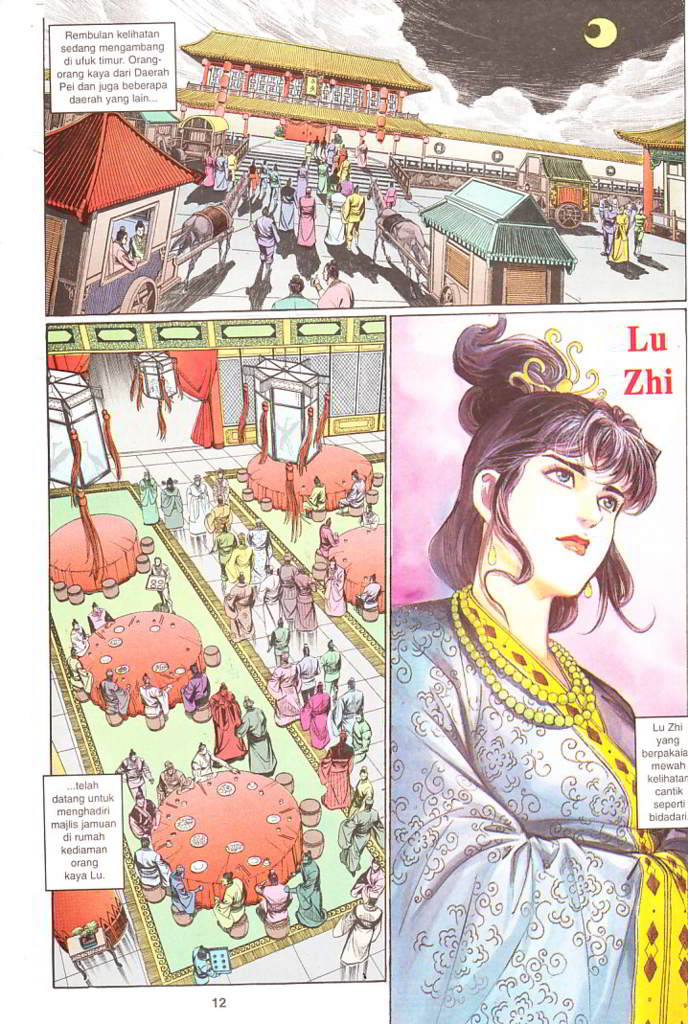 Rembulan kelihatan
sedang mengambang
di ufuk timur. Orang-
orang kaya dari Daerah
Pei dan juga beberapa
daerah yang lain...
Lu
Zhi
89
...telah
datang untuk
menghadiri
majlis jamuan
di rumah
kediaman
orang
kaya Lu.
Lu Zhi
yang
berpakaia
mewah
kelihatan
cantik
seperti
bidadari.
12